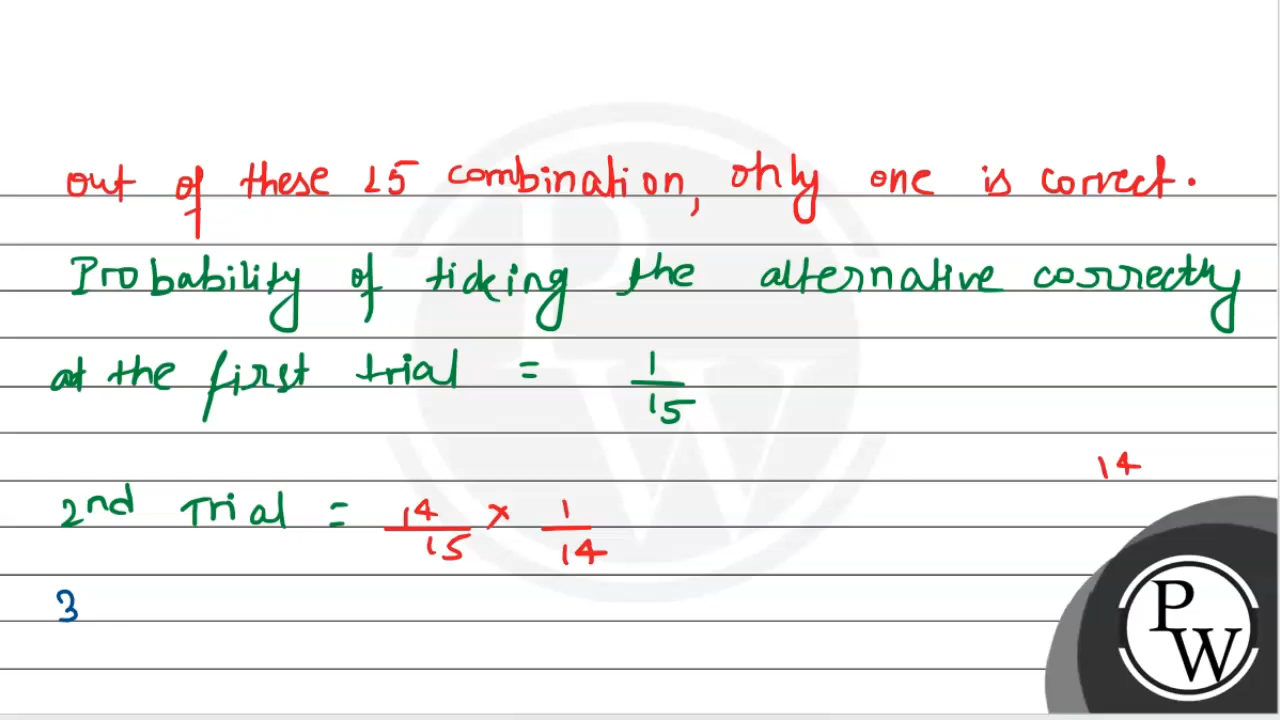 out of these 15 combination, only one is correct.
Probability of ticking the alternative correctly
at the first trial = 1/15
14
2nd Trial = 14/15 × 1/14
3
PW
PW